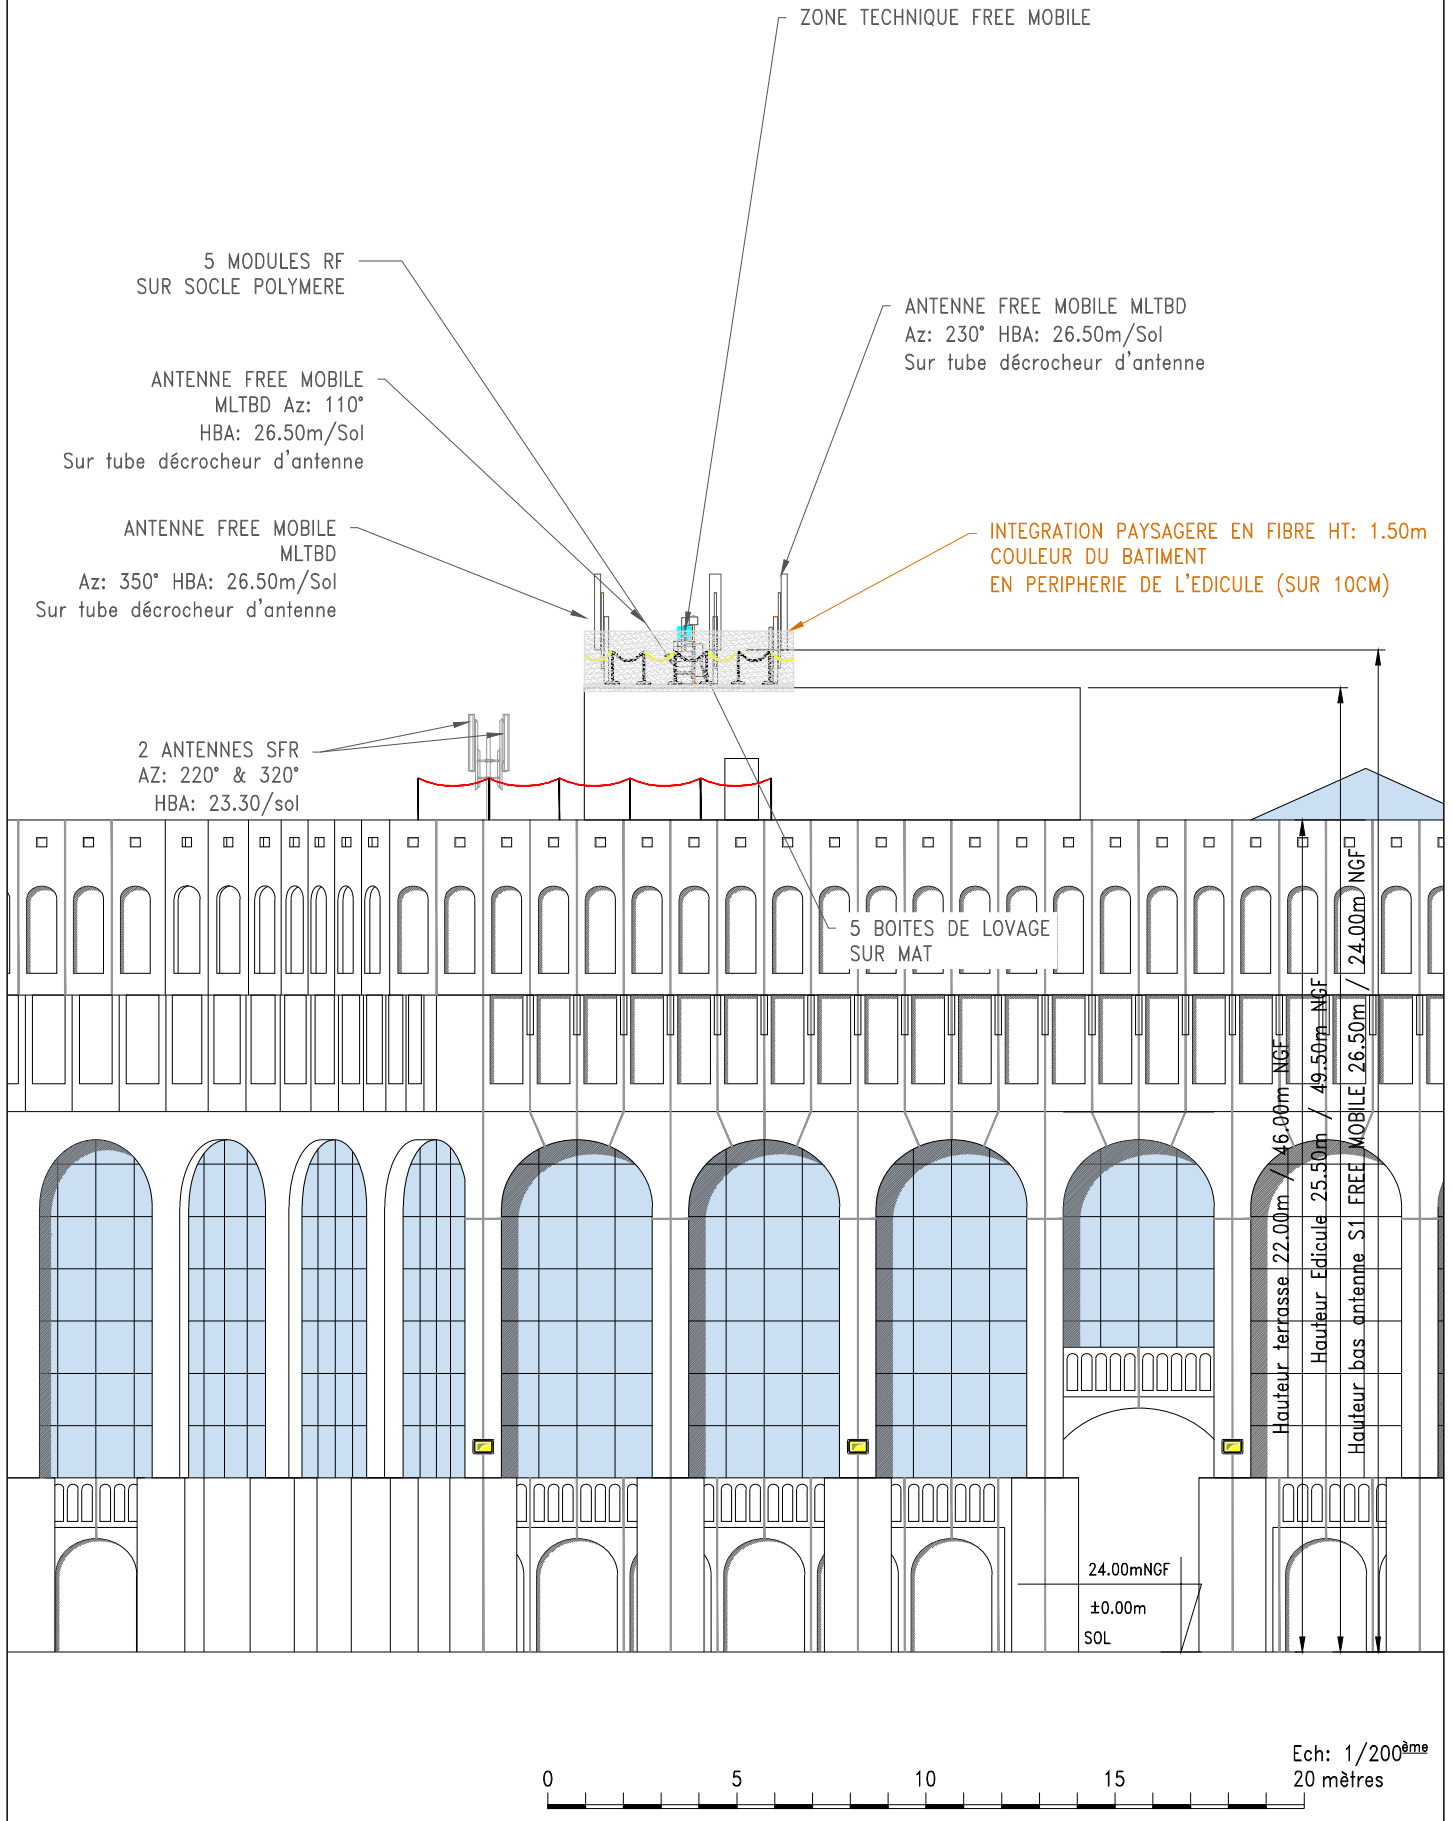 ZONE TECHNIQUE FREE MOBILE
5 MODULES RF
SUR SOCLE POLYMERE
ANTENNE FREE MOBILE MLTBD
Az: 230° HBA: 26.50m/Sol
Sur tube décrocheur d'antenne
ANTENNE FREE MOBILE
MLTBD Az: 110°
HBA: 26.50m/Sol
Sur tube décrocheur d'antenne
ANTENNE FREE MOBILE
MLTBD
Az: 350° HBA: 26.50m/Sol
Sur tube décrocheur d'antenne
INTEGRATION PAYSAGERE EN FIBRE HT: 1.50m
COULEUR DU BATIMENT
EN PERIPHERIE DE L'EDICULE (SUR 10CM)
2 ANTENNES SFR
AZ: 220° & 320°
HBA: 23.30/sol
5 BOITES DE LOVAGE
SUR MAT
Hauteur terrasse 22.00m / 46.00m NGF
Hauteur Edicule 25.50m / 49.50m NGF
Hauteur bas antenne S1 FREE MOBILE 26.50m / 24.00m NGF
24.00mNGF
±0.00m
SOL
Ech: 1/200ème
0 5 10 15 20 mètres